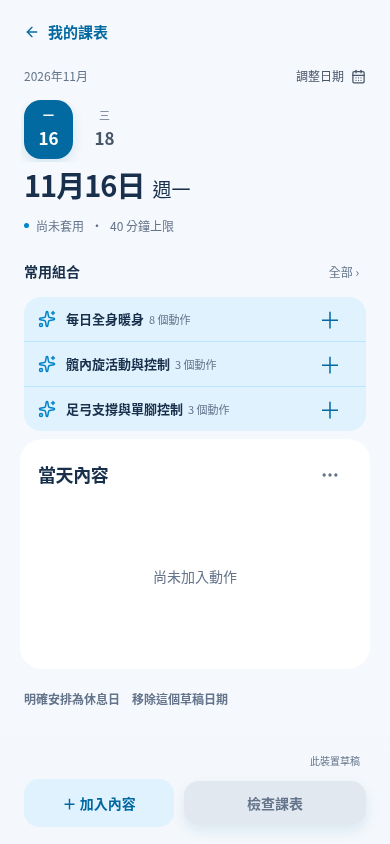 我的課表
2026年11月
調整日期
一
三
16
18
11月16日 週一
尚未套用 · 40 分鐘上限
常用組合
全部 ›
每日全身暖身 8 個動作
髖內旋活動與控制 3 個動作
足弓支撐與單腳控制 3 個動作
當天內容
尚未加入動作
明確安排為休息日 移除這個草稿日期
此裝置草稿
＋ 加入內容
檢查課表